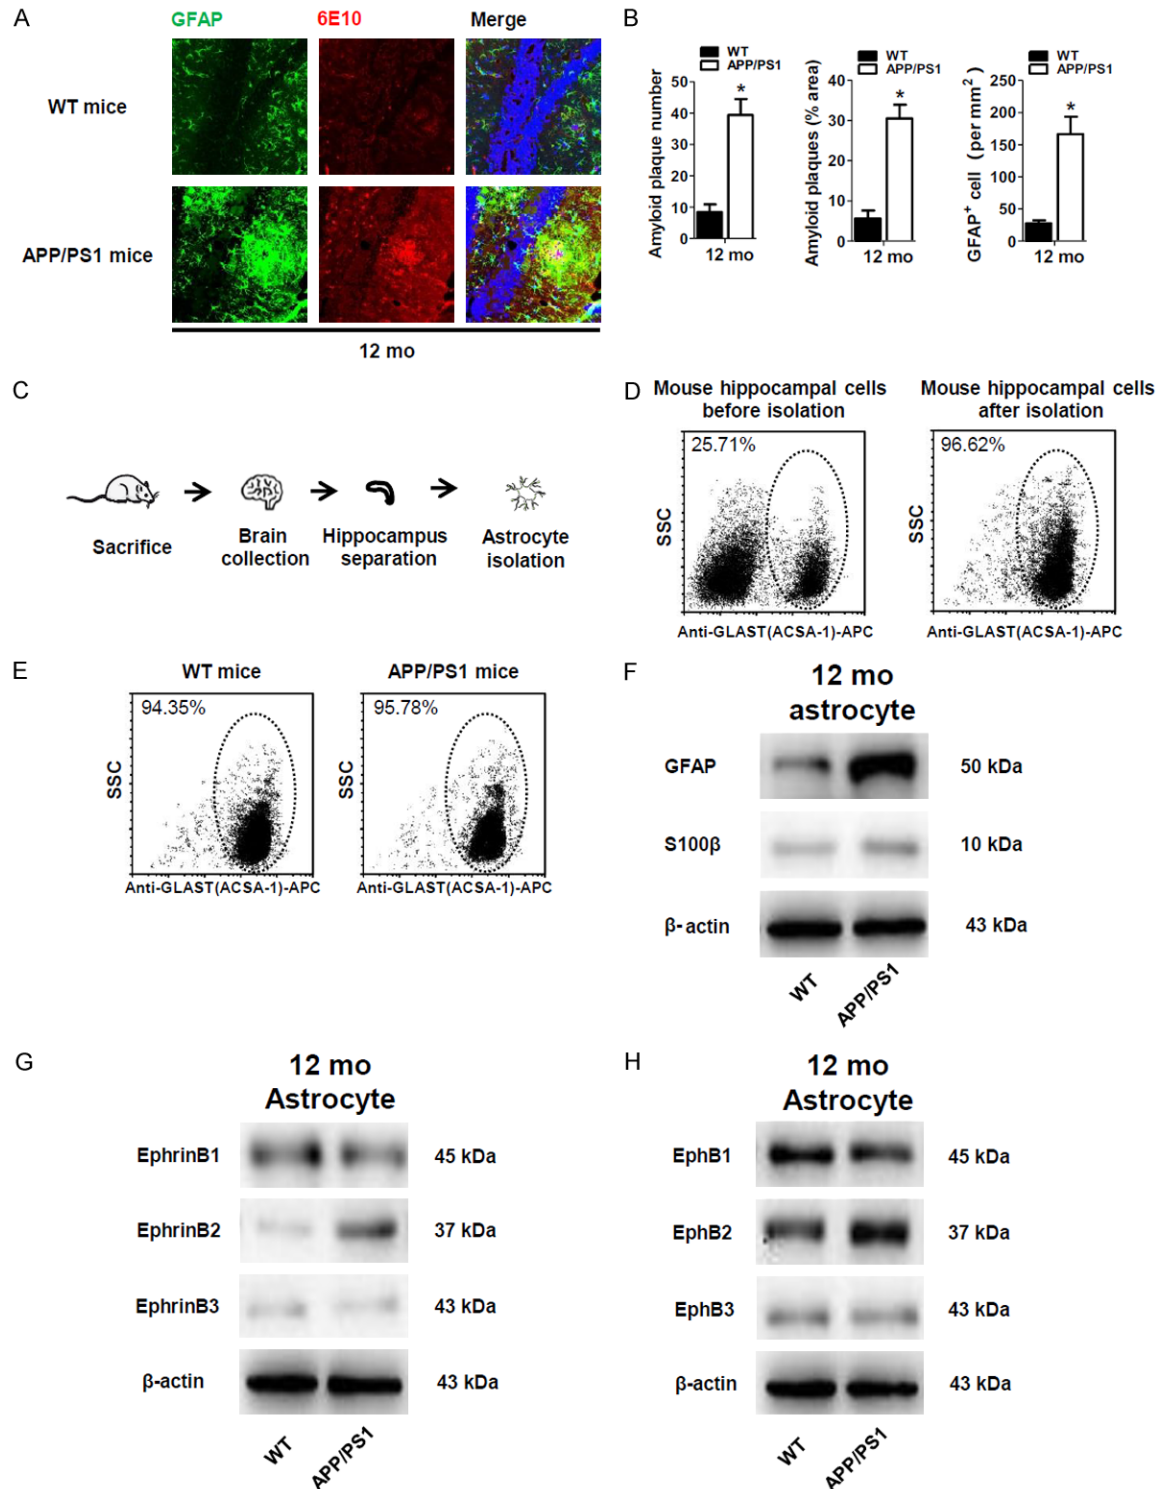 A
GFAP
6E10
Merge
WT mice
APP/PS1 mice
12 mo
B
WT
APP/PS1
Amyloid plaque number
50
40
30
20
10
0
*
12 mo
WT
APP/PS1
Amyloid plaques (% area)
40
30
20
10
0
*
12 mo
WT
APP/PS1
GFAP+ cell (per mm2)
250
200
150
100
50
0
*
12 mo
C
Sacrifice
Brain
collection
Hippocampus
separation
Astrocyte
isolation
D
Mouse hippocampal cells
before isolation
25.71%
SSC
Anti-GLAST(ACSA-1)-APC
Mouse hippocampal cells
after isolation
96.62%
SSC
Anti-GLAST(ACSA-1)-APC
E
WT mice
94.35%
SSC
Anti-GLAST(ACSA-1)-APC
APP/PS1 mice
95.78%
SSC
Anti-GLAST(ACSA-1)-APC
F
12 mo
astrocyte
GFAP
50 kDa
S100β
10 kDa
β-actin
43 kDa
WT
APP/PS1
G
12 mo
Astrocyte
EphrinB1
45 kDa
EphrinB2
37 kDa
EphrinB3
43 kDa
β-actin
43 kDa
WT
APP/PS1
H
12 mo
Astrocyte
EphB1
45 kDa
EphB2
37 kDa
EphB3
43 kDa
β-actin
43 kDa
WT
APP/PS1